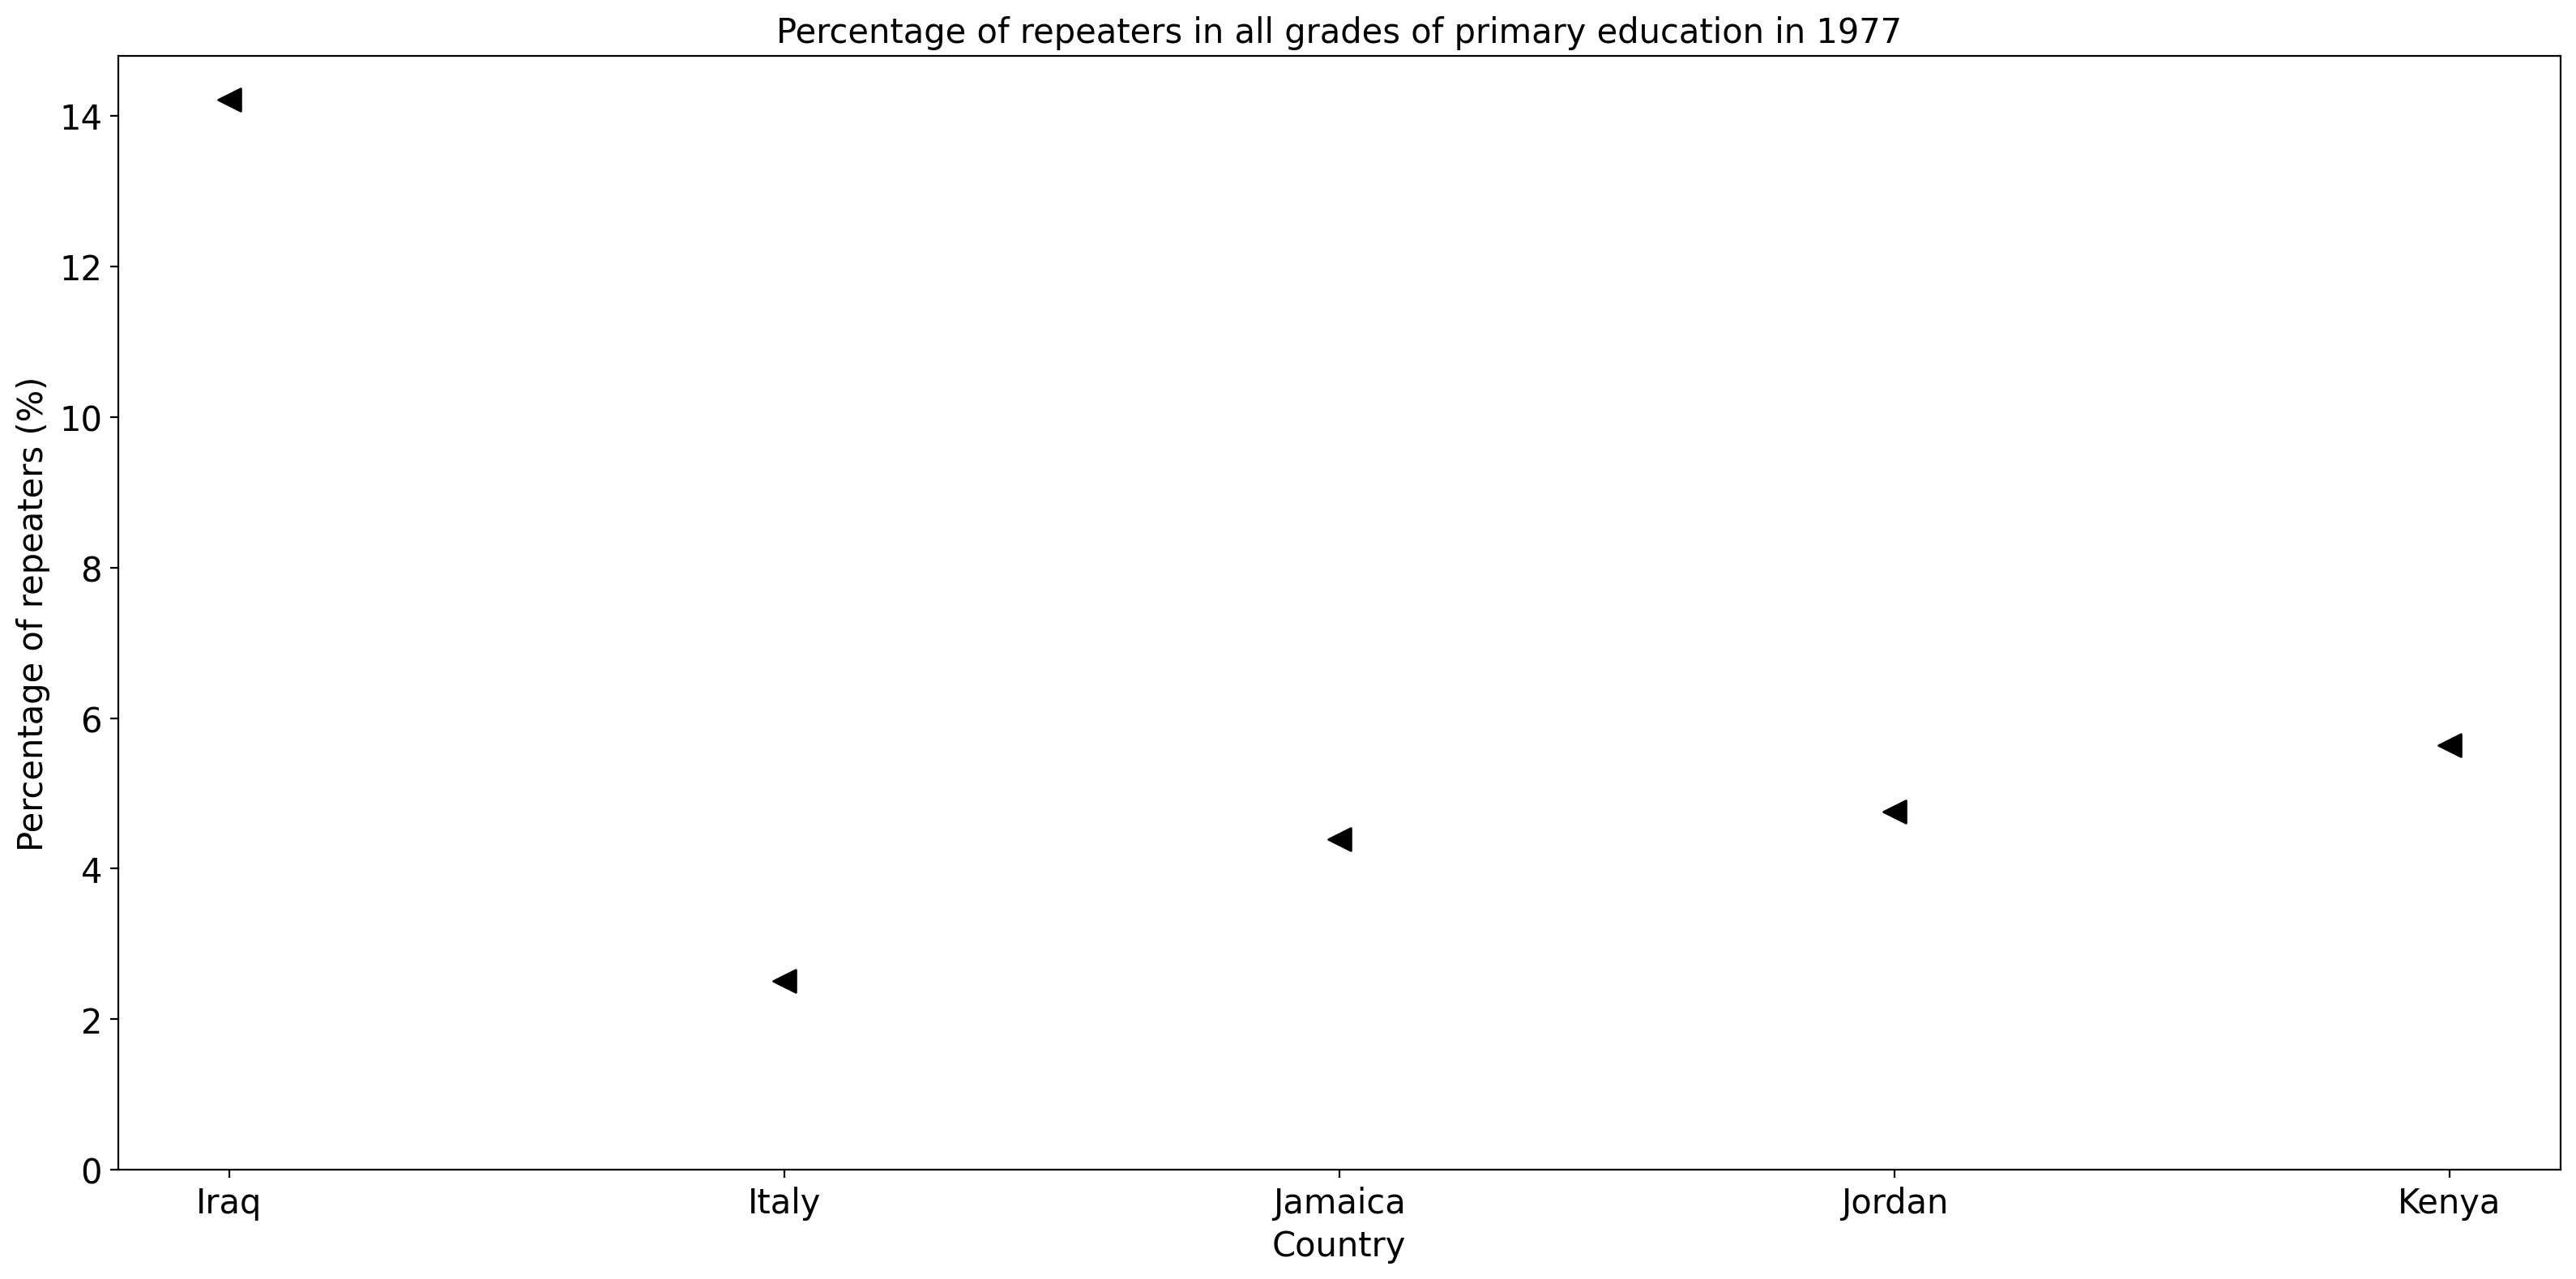 Percentage of repeaters in all grades of primary education in 1977
Percentage of repeaters (%)
14
12
10
8
6
4
2
0
Iraq Italy Jamaica Jordan Kenya
Country